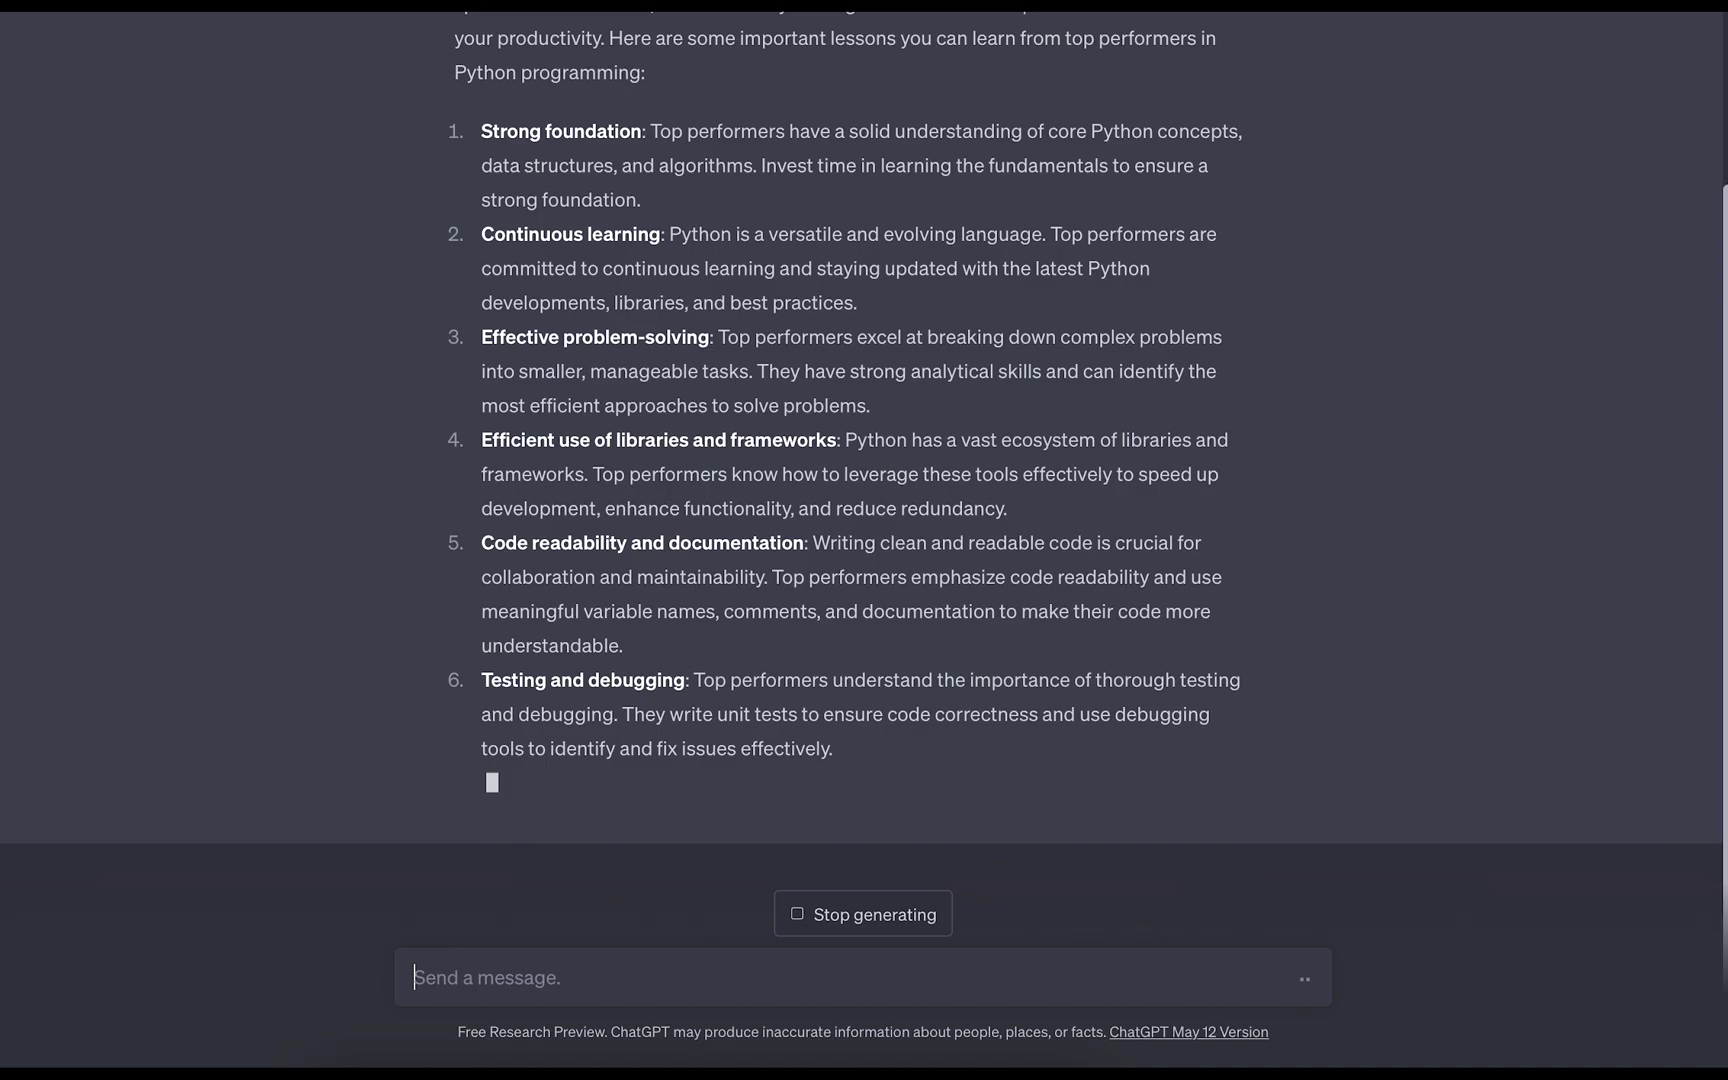 your productivity. Here are some important lessons you can learn from top performers in
Python programming:
1. Strong foundation: Top performers have a solid understanding of core Python concepts,
data structures, and algorithms. Invest time in learning the fundamentals to ensure a
strong foundation.
2. Continuous learning: Python is a versatile and evolving language. Top performers are
committed to continuous learning and staying updated with the latest Python
developments, libraries, and best practices.
3. Effective problem-solving: Top performers excel at breaking down complex problems
into smaller, manageable tasks. They have strong analytical skills and can identify the
most efficient approaches to solve problems.
4. Efficient use of libraries and frameworks: Python has a vast ecosystem of libraries and
frameworks. Top performers know how to leverage these tools effectively to speed up
development, enhance functionality, and reduce redundancy.
5. Code readability and documentation: Writing clean and readable code is crucial for
collaboration and maintainability. Top performers emphasize code readability and use
meaningful variable names, comments, and documentation to make their code more
understandable.
6. Testing and debugging: Top performers understand the importance of thorough testing
and debugging. They write unit tests to ensure code correctness and use debugging
tools to identify and fix issues effectively.
Stop generating
Send a message.
Free Research Preview. ChatGPT may produce inaccurate information about people, places, or facts. ChatGPT May 12 Version